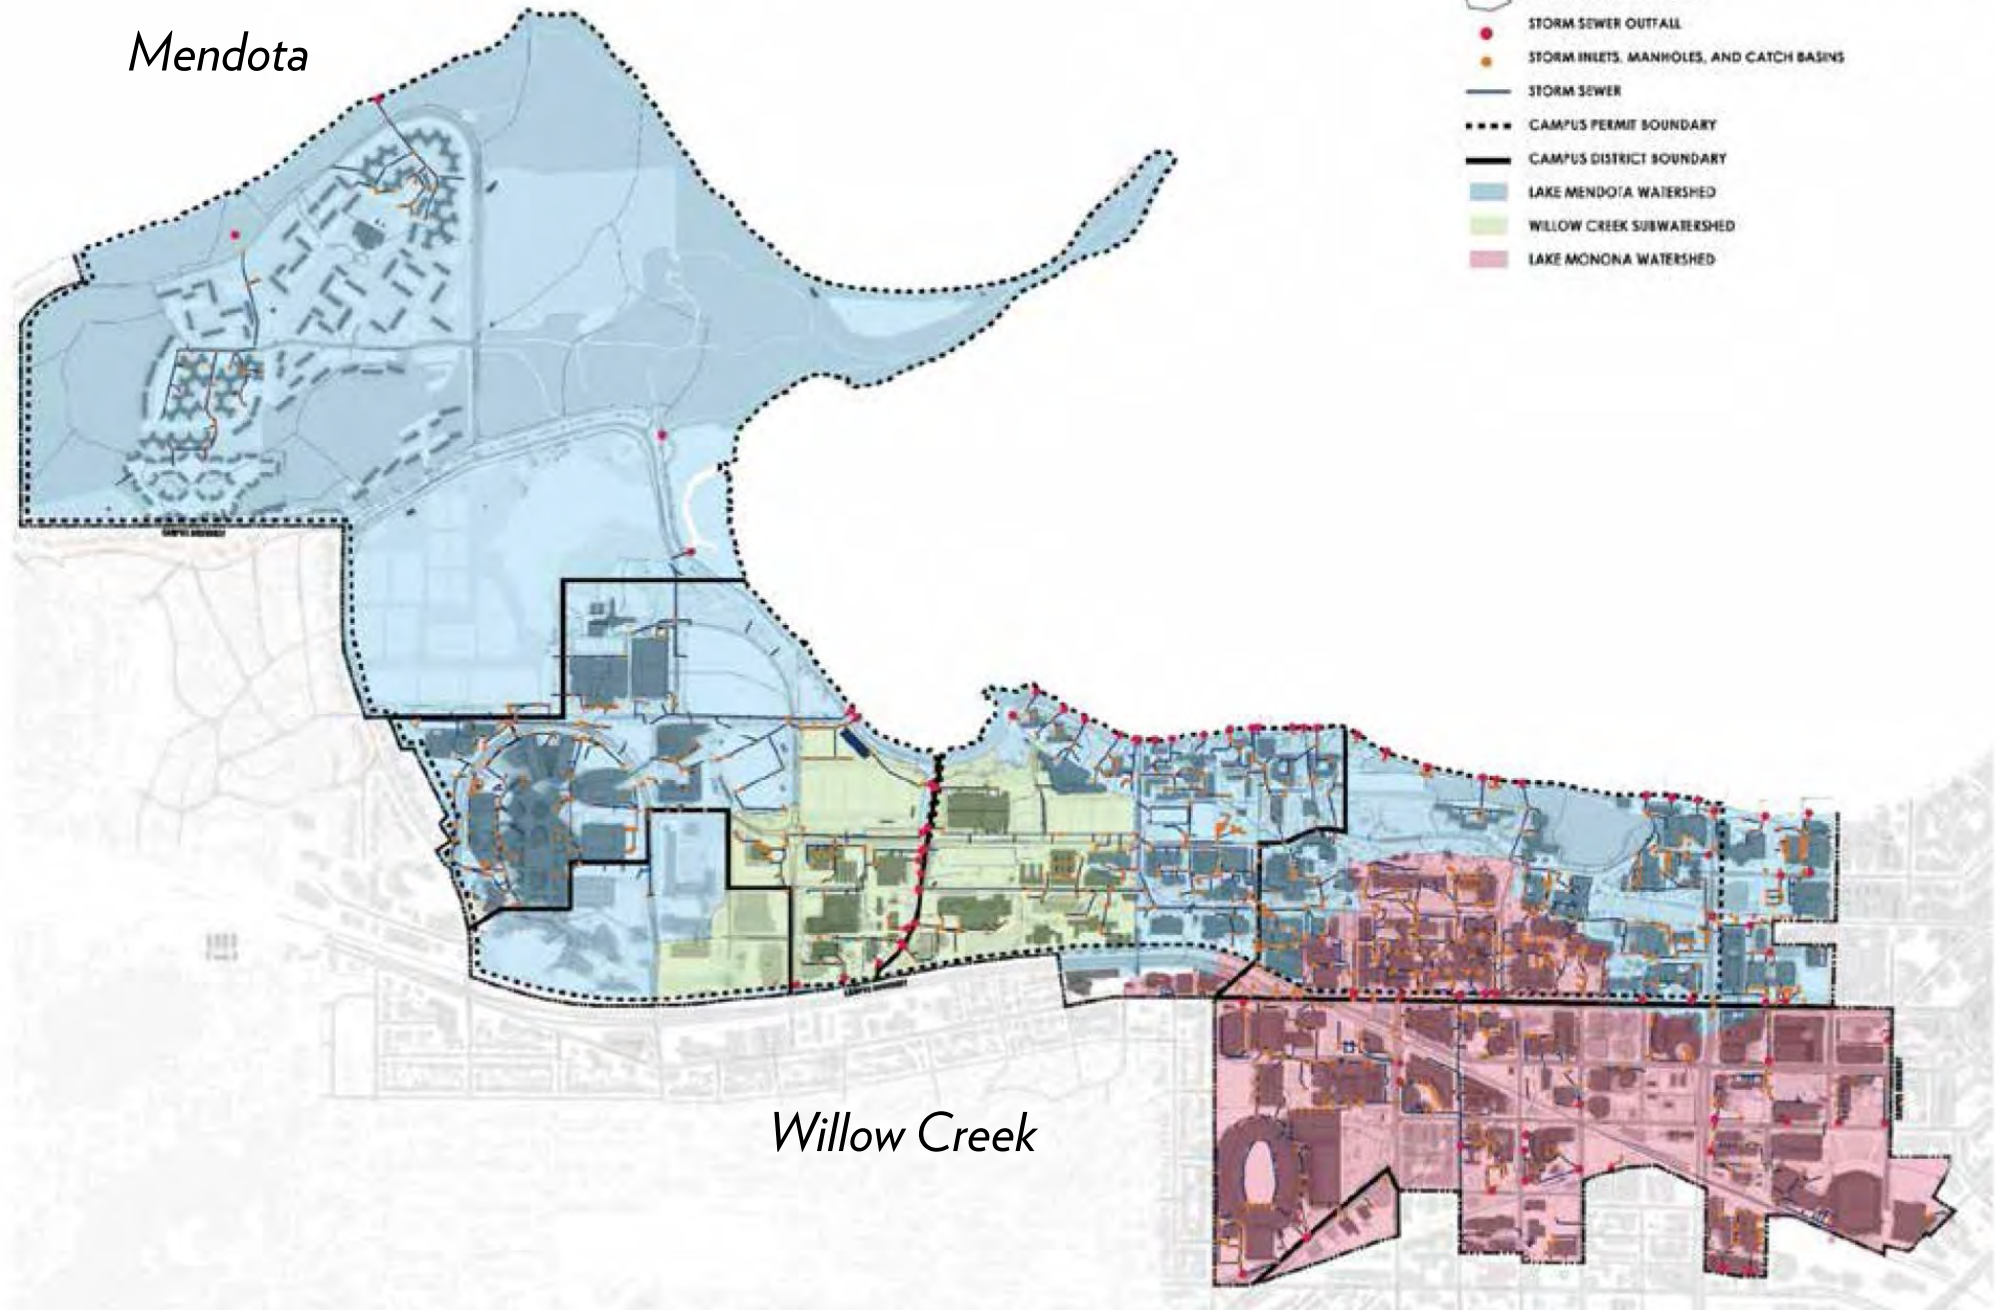 Mendota
STORM SEWER OUTFALL
STORM INLETS, MANHOLES, AND CATCH BASINS
STORM SEWER
CAMPUS PERMIT BOUNDARY
CAMPUS DISTRICT BOUNDARY
LAKE MENDOTA WATERSHED
WILLOW CREEK SUBWATERSHED
LAKE MONONA WATERSHED
Willow Creek